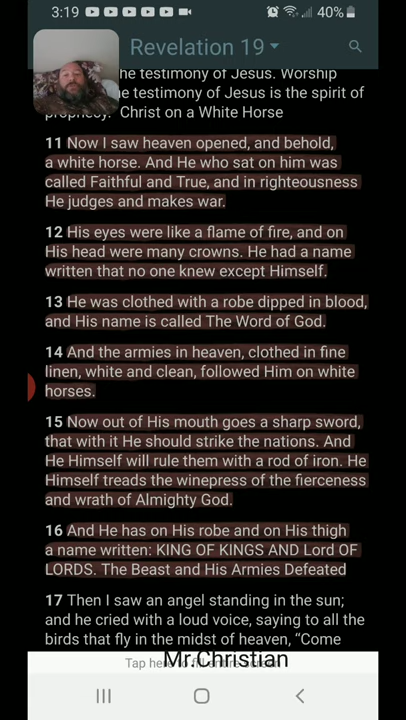 3:19 40%
Revelation 19
he testimony of Jesus. Worship
e testimony of Jesus is the spirit of
prophecy." Christ on a White Horse
11 Now I saw heaven opened, and behold,
a white horse. And He who sat on him was
called Faithful and True, and in righteousness
He judges and makes war.
12 His eyes were like a flame of fire, and on
His head were many crowns. He had a name
written that no one knew except Himself.
13 He was clothed with a robe dipped in blood,
and His name is called The Word of God.
14 And the armies in heaven, clothed in fine
linen, white and clean, followed Him on white
horses.
15 Now out of His mouth goes a sharp sword,
that with it He should strike the nations. And
He Himself will rule them with a rod of iron. He
Himself treads the winepress of the fierceness
and wrath of Almighty God.
16 And He has on His robe and on His thigh
a name written: KING OF KINGS AND Lord OF
LORDS. The Beast and His Armies Defeated
17 Then I saw an angel standing in the sun;
and he cried with a loud voice, saying to all the
birds that fly in the midst of heaven, “Come
Tap here to fill entire screen
Mr.Christian